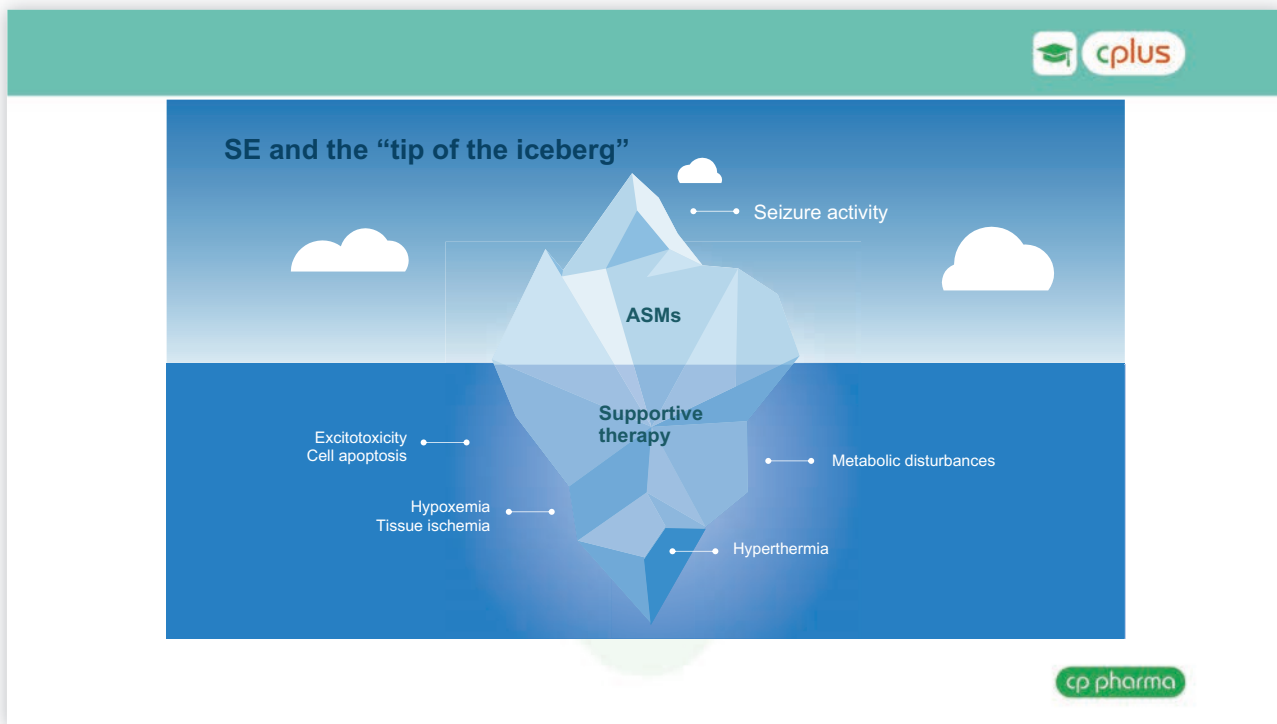 cplus
SE and the “tip of the iceberg”
Seizure activity
ASMs
Supportive
therapy
Excitotoxicity
Cell apoptosis
Metabolic disturbances
Hypoxemia
Tissue ischemia
Hyperthermia
cp pharma